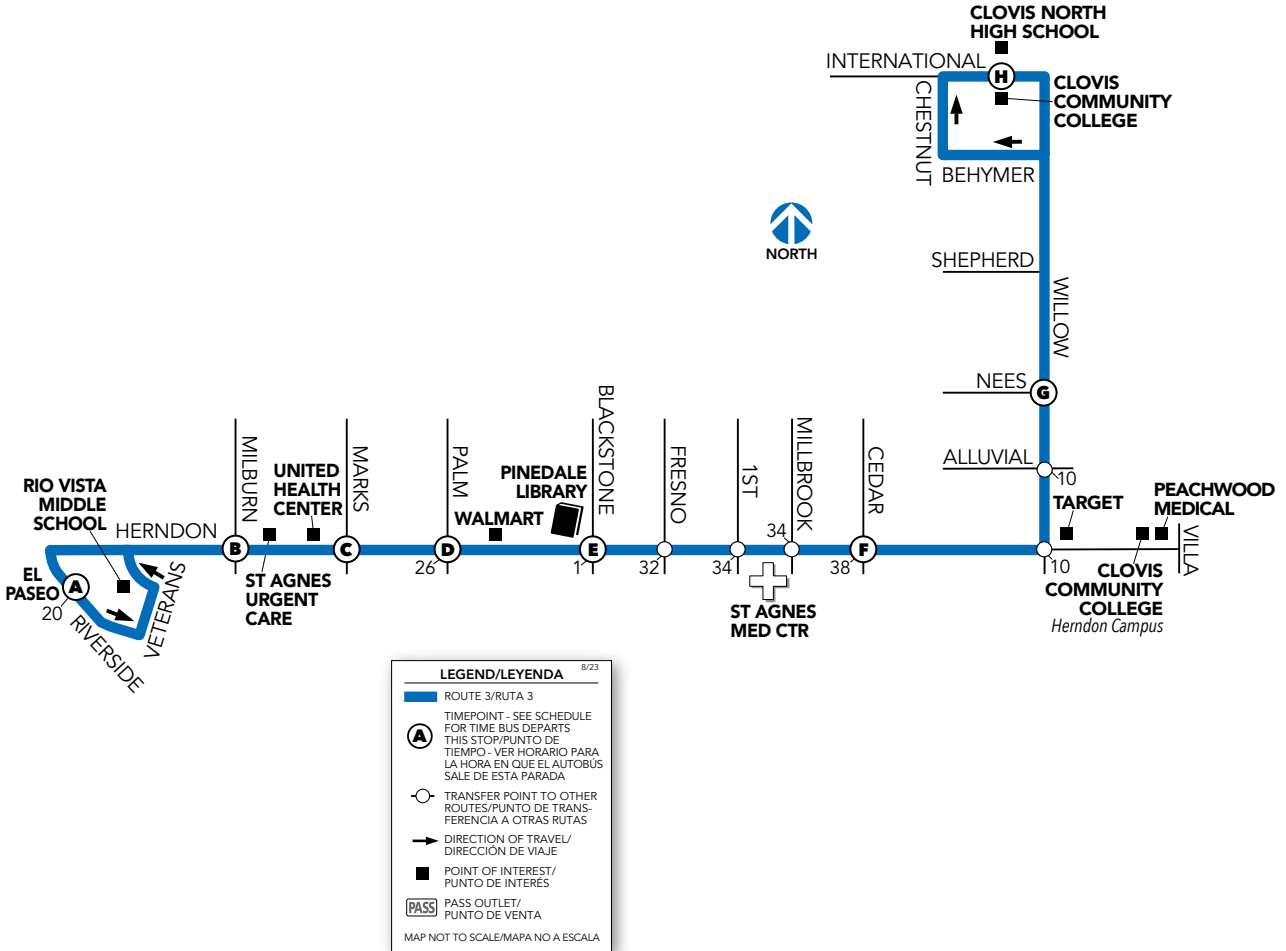 CLOVIS NORTH
HIGH SCHOOL
INTERNATIONAL
H
CLOVIS
COMMUNITY
COLLEGE
CHESTNUT
BEHYMER
NORTH
SHEPHERD
WILLOW
NEES
G
ALLUVIAL
10
TARGET
PEACHWOOD
MEDICAL
VILLA
10
CLOVIS
COMMUNITY
COLLEGE
Herndon Campus
RIO VISTA
MIDDLE
SCHOOL
HERNDON
EL
PASEO
A
20
RIVERSIDE
VETERANS
MILBURN
B
ST AGNES
URGENT
CARE
UNITED
HEALTH
CENTER
MARKS
C
PALM
D
26
WALMART
PINEDALE
LIBRARY
BLACKSTONE
E
1
FRESNO
32
1ST
34
MILLBROOK
34
ST AGNES
MED CTR
CEDAR
F
38
8/23
LEGEND/LEYENDA
ROUTE 3/RUTA 3
A
TIMEPOINT - SEE SCHEDULE
FOR TIME BUS DEPARTS
THIS STOP/PUNTO DE
TIEMPO - VER HORARIO PARA
LA HORA EN QUE EL AUTOBÚS
SALE DE ESTA PARADA
TRANSFER POINT TO OTHER
ROUTES/PUNTO DE TRANS-
FERENCIA A OTRAS RUTAS
DIRECTION OF TRAVEL/
DIRECCIÓN DE VIAJE
POINT OF INTEREST/
PUNTO DE INTERÉS
PASS
PASS OUTLET/
PUNTO DE VENTA
MAP NOT TO SCALE/MAPA NO A ESCALA